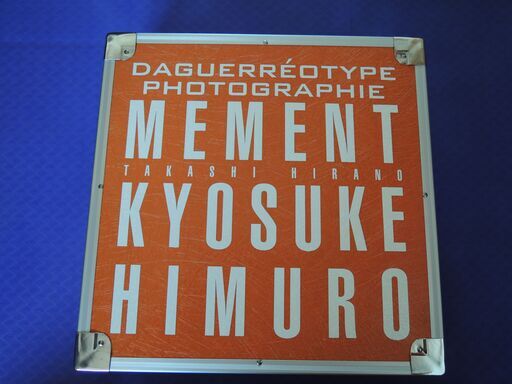 DAGUERRÉOTYPE
PHOTOGRAPHIE
MEMENT
TAKASHI HIRANO
KYOSUKE
HIMURO